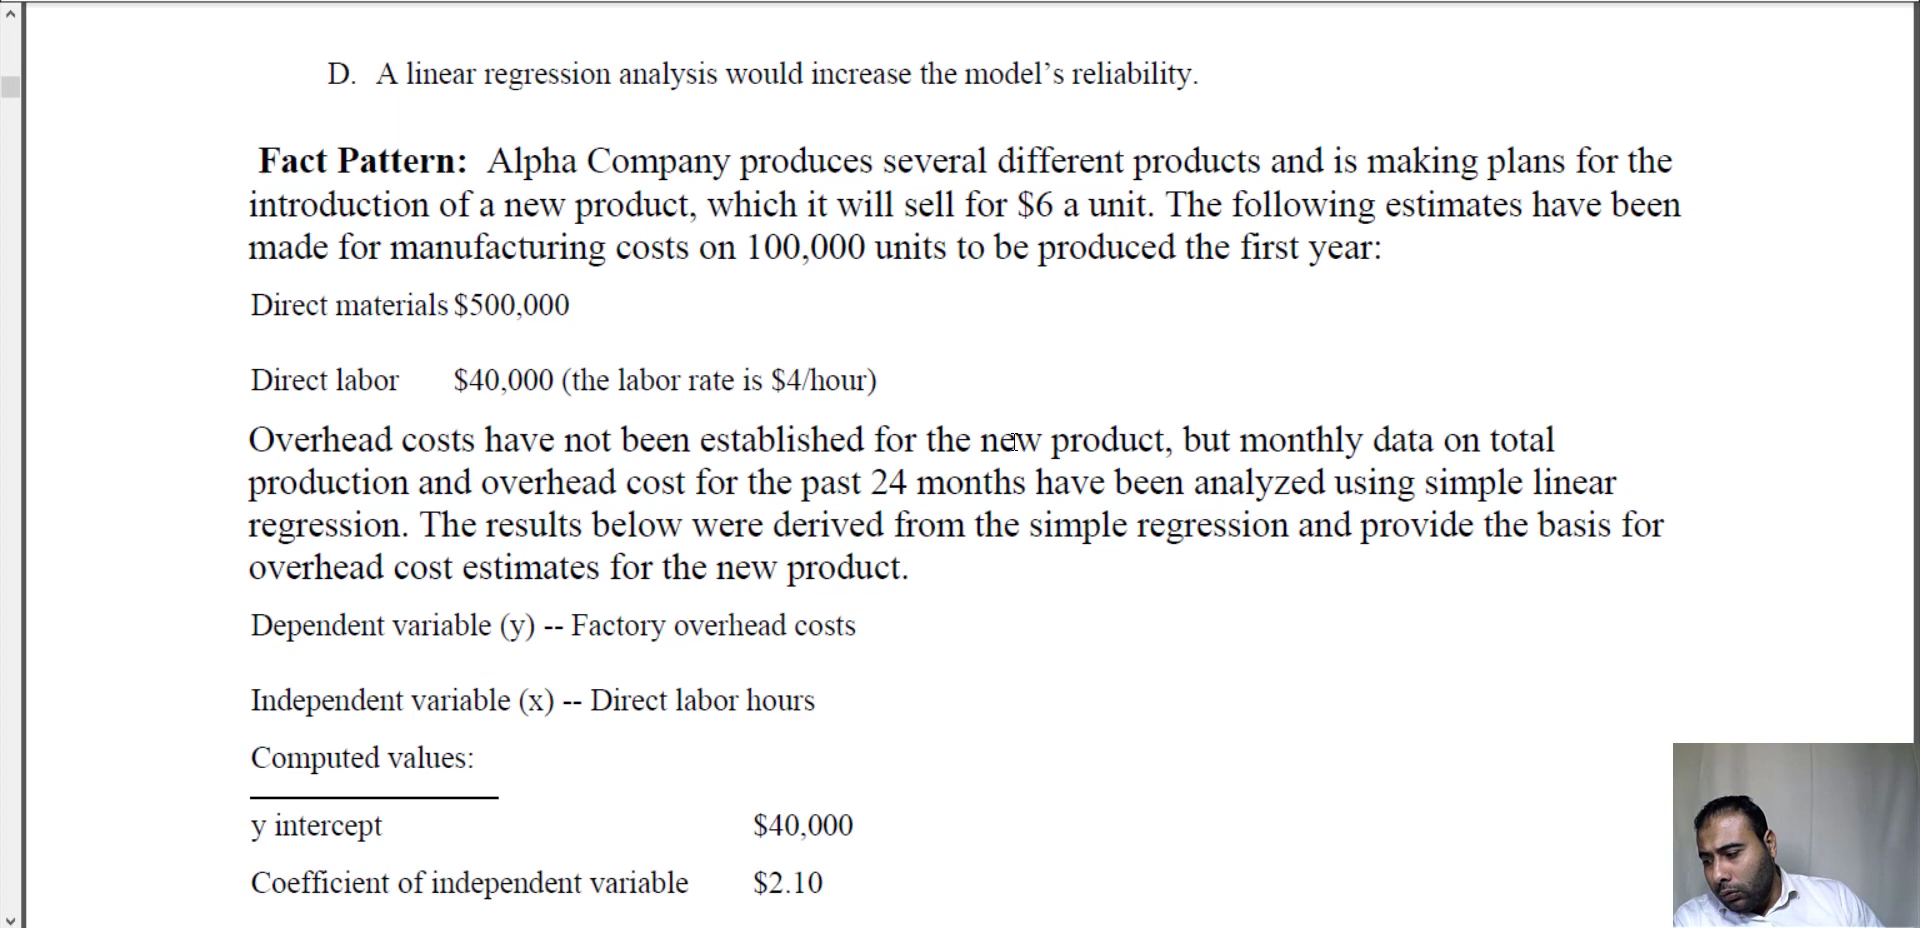 D. A linear regression analysis would increase the model’s reliability.
Fact Pattern: Alpha Company produces several different products and is making plans for the
introduction of a new product, which it will sell for $6 a unit. The following estimates have been
made for manufacturing costs on 100,000 units to be produced the first year:
Direct materials $500,000
Direct labor $40,000 (the labor rate is $4/hour)
Overhead costs have not been established for the new product, but monthly data on total
production and overhead cost for the past 24 months have been analyzed using simple linear
regression. The results below were derived from the simple regression and provide the basis for
overhead cost estimates for the new product.
Dependent variable (y) -- Factory overhead costs
Independent variable (x) -- Direct labor hours
Computed values:
y intercept $40,000
Coefficient of independent variable $2.10